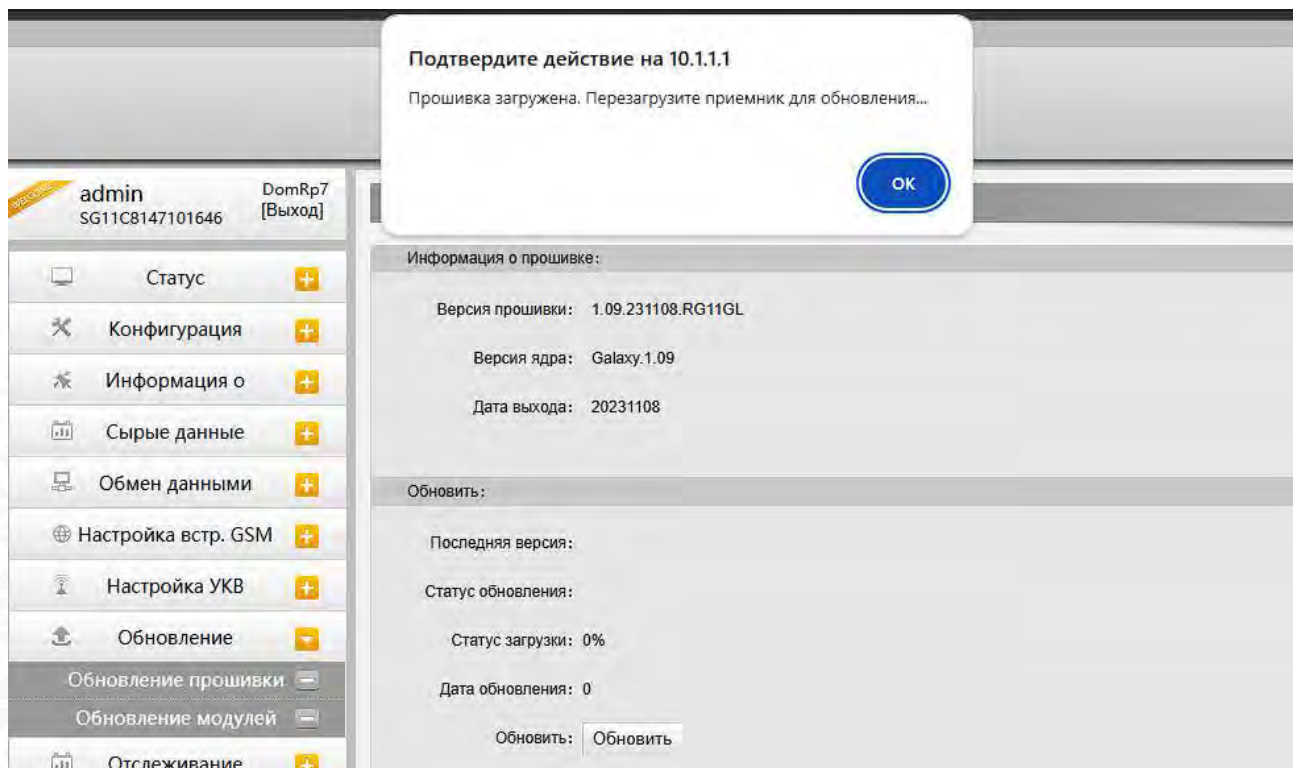 Подтвердите действие на 10.1.1.1
Прошивка загружена. Перезагрузите приемник для обновления...
ОК
WELCOME
admin
DomRp7
SG11C8147101646
[Выход]
Статус
Конфигурация
Информация о
Сырые данные
Обмен данными
Настройка встр. GSM
Настройка УКВ
Обновление
Обновление прошивки
Обновление модулей
Отслеживание
Информация о прошивке:
Версия прошивки: 1.09.231108.RG11GL
Версия ядра: Galaxy.1.09
Дата выхода: 20231108
Обновить:
Последняя версия:
Статус обновления:
Статус загрузки: 0%
Дата обновления: 0
Обновить: Обновить